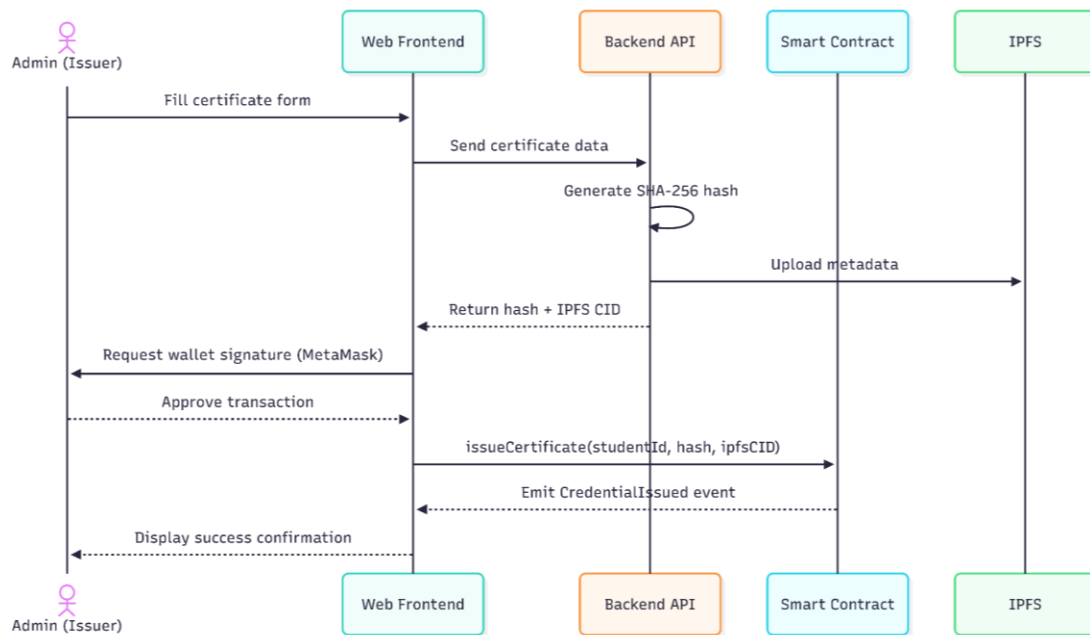 Admin (Issuer)
Web Frontend
Backend API
Smart Contract
IPFS
Fill certificate form
Send certificate data
Generate SHA-256 hash
Upload metadata
Return hash + IPFS CID
Request wallet signature (MetaMask)
Approve transaction
issueCertificate(studentId, hash, ipfsCID)
Emit CredentialIssued event
Display success confirmation
Admin (Issuer)
Web Frontend
Backend API
Smart Contract
IPFS